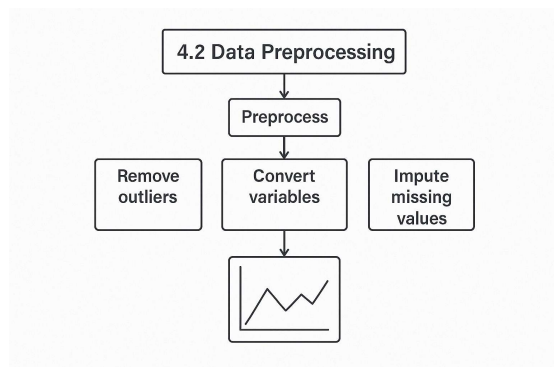 4.2 Data Preprocessing
Preprocess
Remove
outliers
Convert
variables
Impute
missing
values